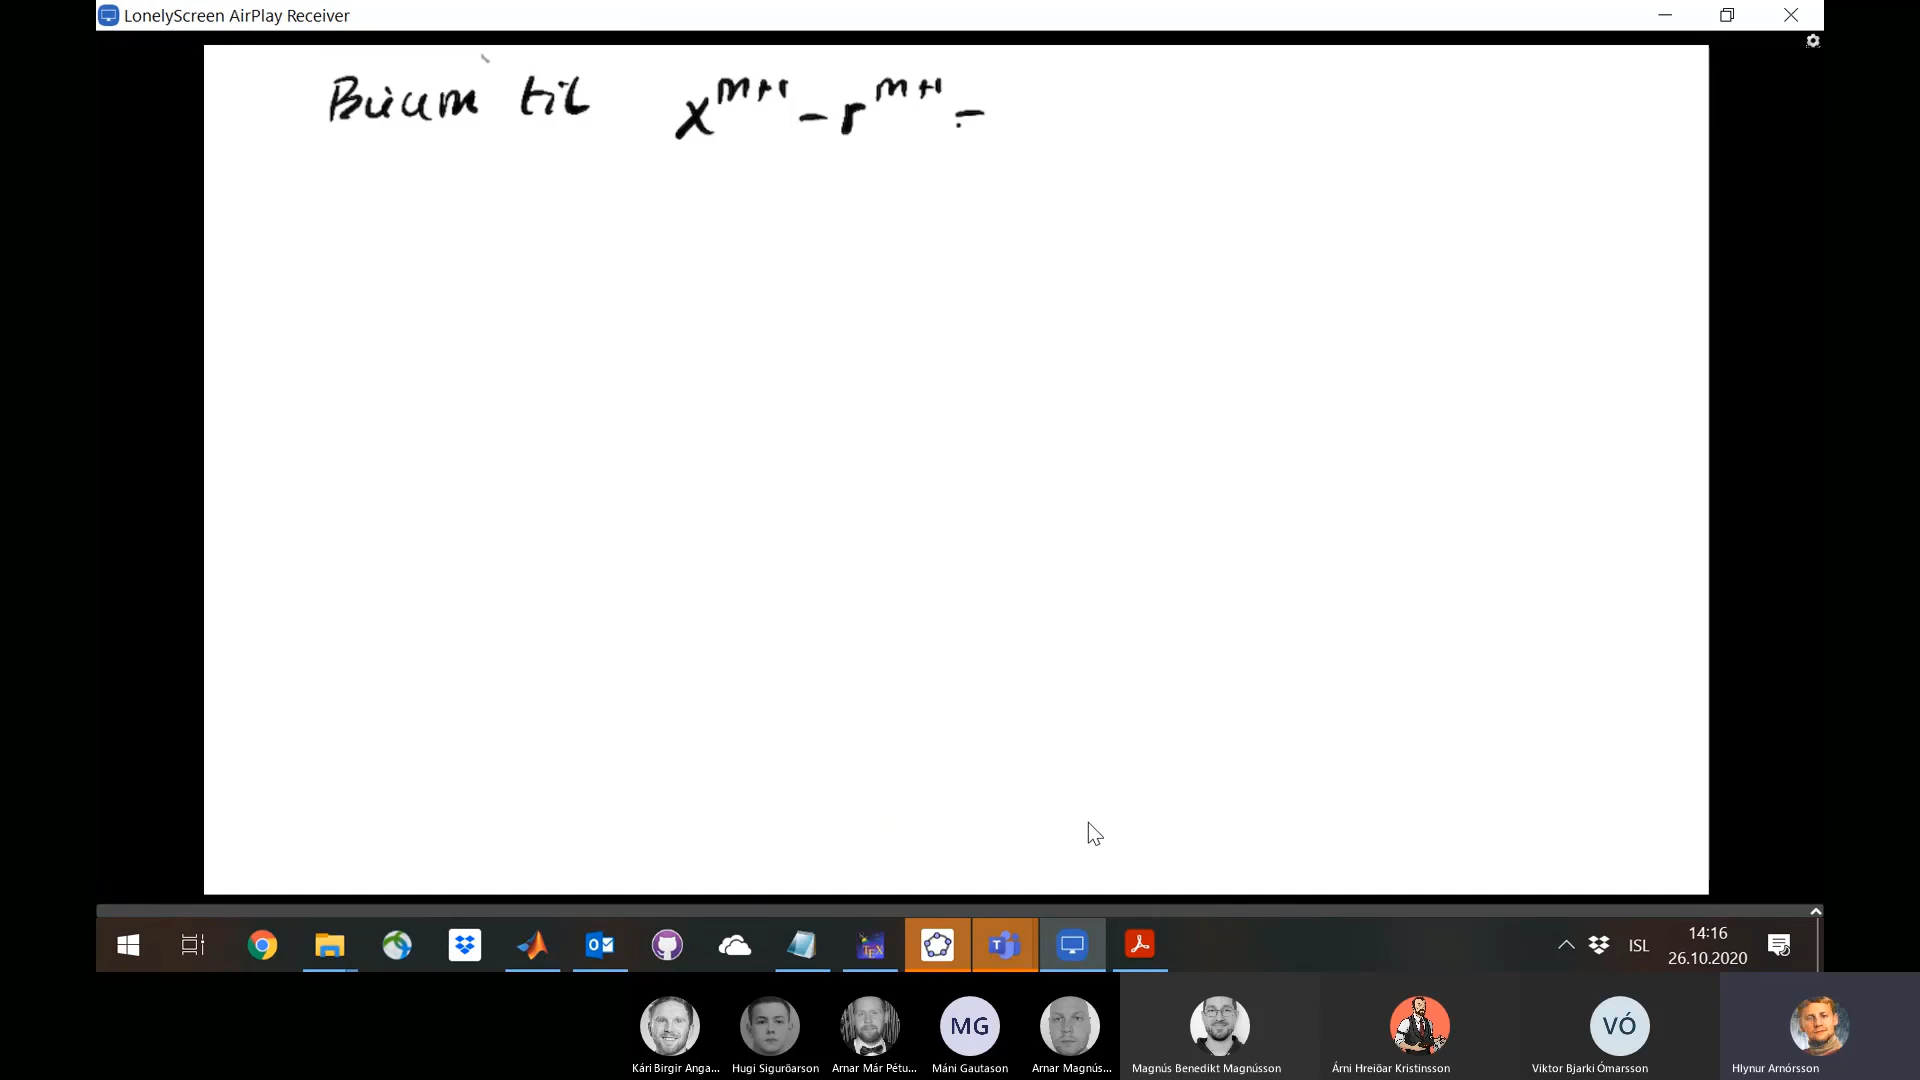 LonelyScreen AirPlay Receiver
Búum til x^{m+1} - r^{m+1} =
ISL
14:16
26.10.2020
MG
VÓ
Kári Birgir Anga...
Hugi Sigurðarson
Arnar Már Pétu...
Máni Gautason
Arnar Magnús...
Magnús Benedikt Magnússon
Árni Hreiðar Kristinsson
Viktor Bjarki Ómarsson
Hlynur Arnórsson